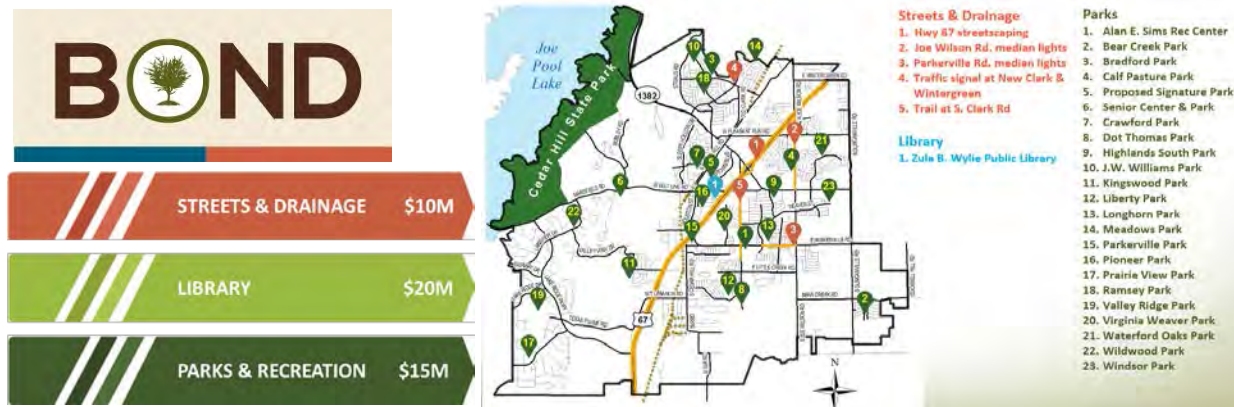 BOND
STREETS & DRAINAGE $10M
LIBRARY $20M
PARKS & RECREATION $15M
Joe
Pool
Lake
Cedar Hill State Park
1382
67
N
Streets & Drainage
1. Hwy 67 streetscaping
2. Joe Wilson Rd. median lights
3. Parkerville Rd. median lights
4. Traffic signal at New Clark &
Wintergreen
5. Trail at S. Clark Rd
Library
1. Zula B. Wylie Public Library
Parks
1. Alan E. Sims Rec Center
2. Bear Creek Park
3. Bradford Park
4. Calf Pasture Park
5. Proposed Signature Park
6. Senior Center & Park
7. Crawford Park
8. Dot Thomas Park
9. Highlands South Park
10. J.W. Williams Park
11. Kingswood Park
12. Liberty Park
13. Longhorn Park
14. Meadows Park
15. Parkerville Park
16. Pioneer Park
17. Prairie View Park
18. Ramsey Park
19. Valley Ridge Park
20. Virginia Weaver Park
21. Waterford Oaks Park
22. Wildwood Park
23. Windsor Park